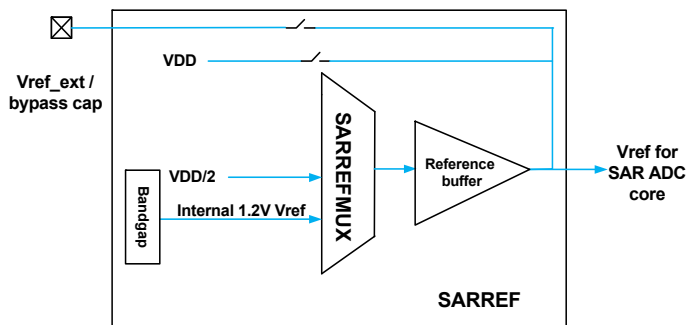 VDD
Vref_ext /
bypass cap
SARREFMUX
Reference
buffer
Vref for
SAR ADC
core
VDD/2
Bandgap
Internal 1.2V Vref
SARREF